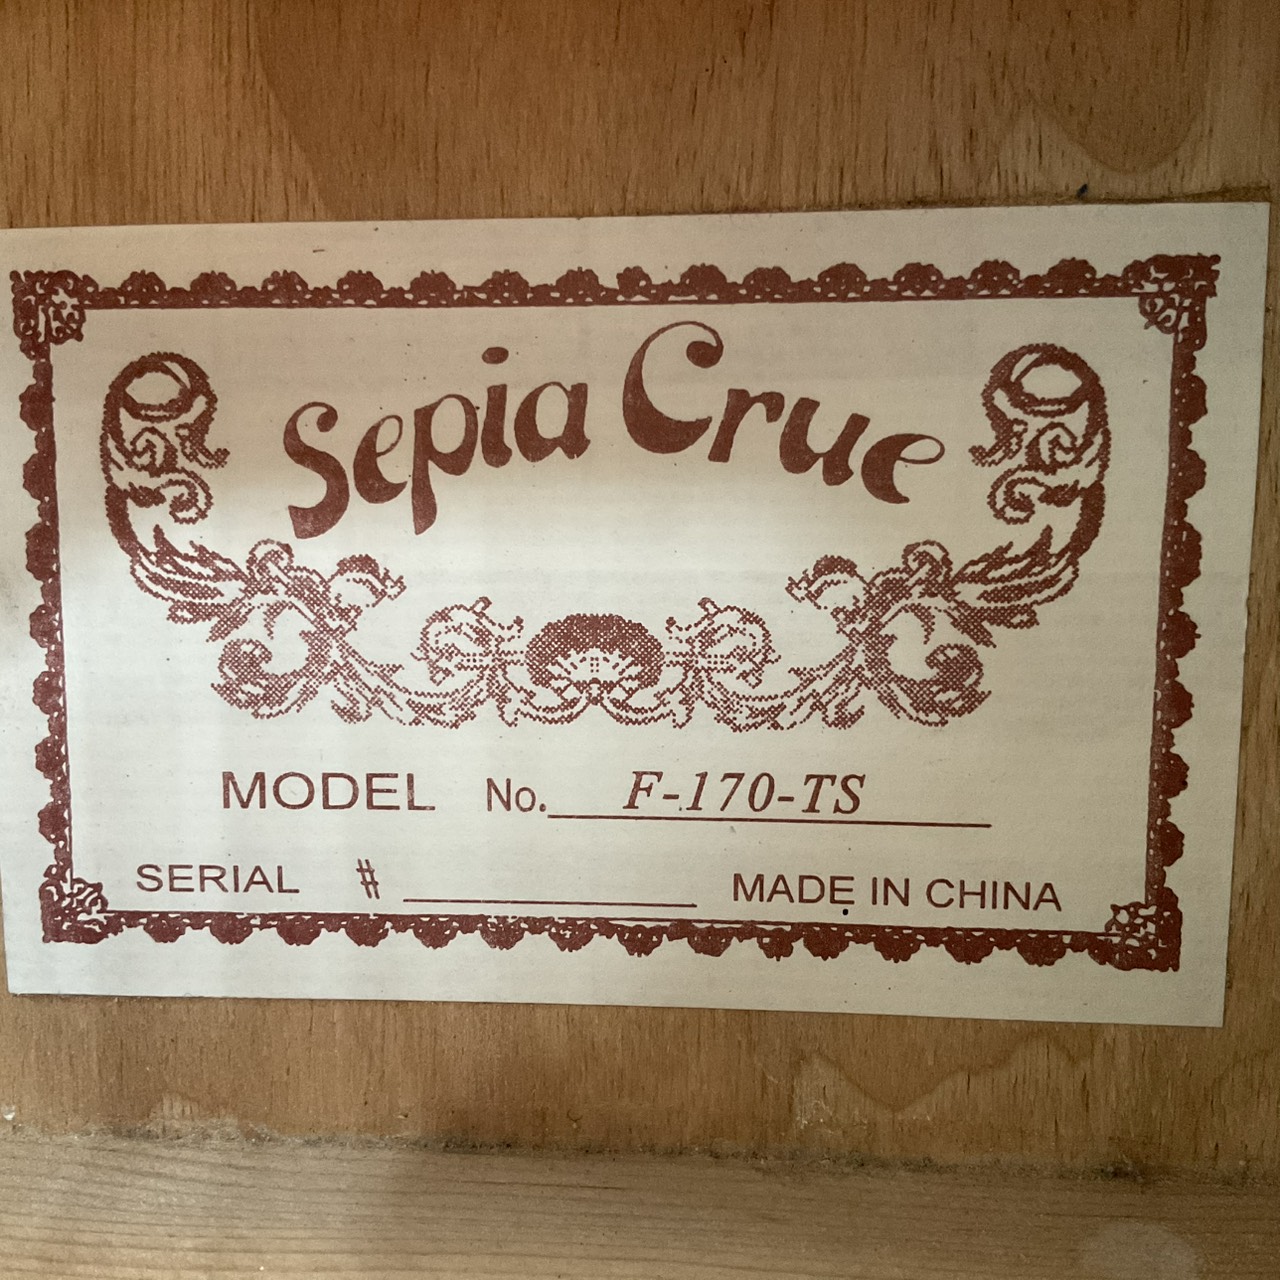 Sepia Crue
MODEL No. F-170-TS
SERIAL # MADE IN CHINA